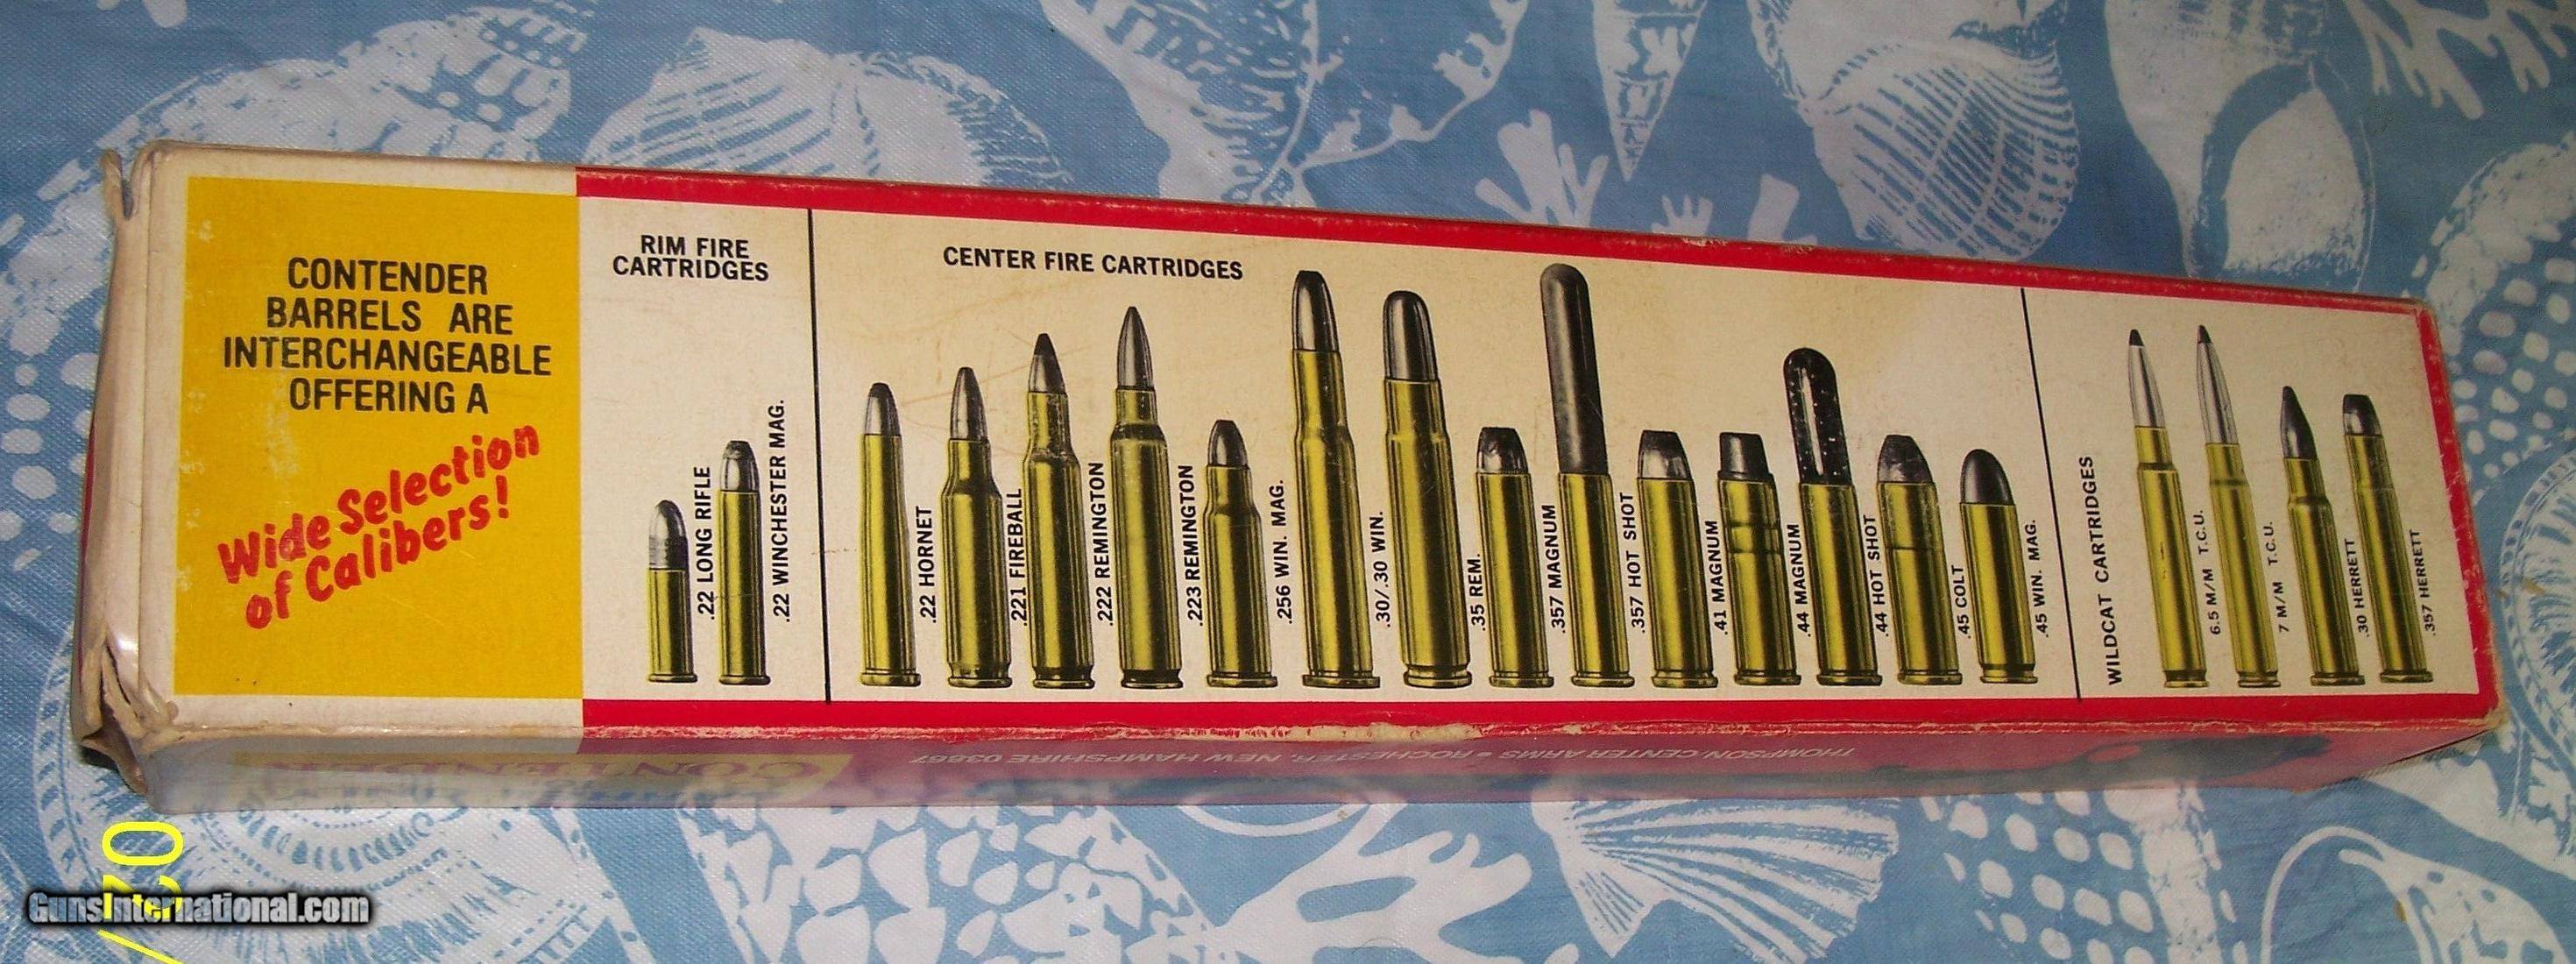 CONTENDER
BARRELS ARE
INTERCHANGEABLE
OFFERING A
Wide Selection
of Calibers!
RIM FIRE
CARTRIDGES
.22 LONG RIFLE
.22 WINCHESTER MAG.
CENTER FIRE CARTRIDGES
.22 HORNET
.221 FIREBALL
.222 REMINGTON
.223 REMINGTON
.256 WIN. MAG.
.30/.30 WIN.
.35 REM.
.357 MAGNUM
.357 HOT SHOT
.41 MAGNUM
.44 MAGNUM
.44 HOT SHOT
.45 COLT
.45 WIN. MAG.
WILDCAT CARTRIDGES
6.5 M/M T.C.U.
7 M/M T.C.U.
.30 HERRETT
.357 HERRETT
THOMPSON/CENTER ARMS • ROCHESTER, NEW HAMPSHIRE 03867
CONTENDER
GunsInternational.com